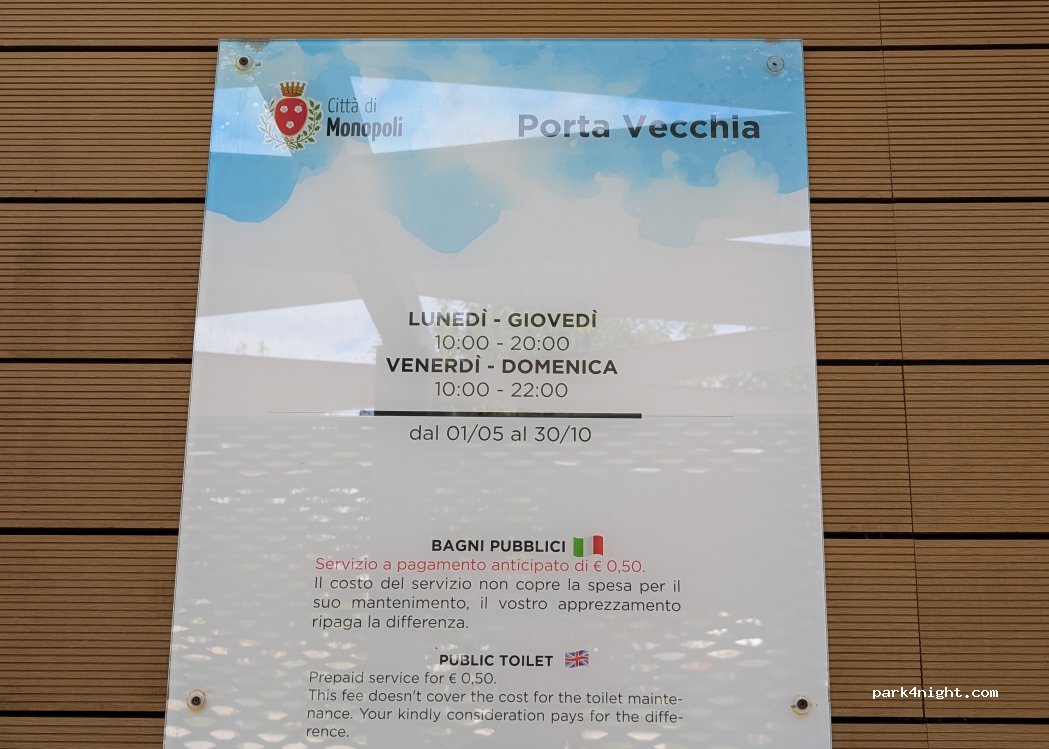 Città di
Monopoli
Porta Vecchia
LUNEDÌ - GIOVEDÌ
10:00 - 20:00
VENERDÌ - DOMENICA
10:00 - 22:00
dal 01/05 al 30/10
BAGNI PUBBLICI
Servizio a pagamento anticipato di € 0,50.
Il costo del servizio non copre la spesa per il
suo mantenimento, il vostro apprezzamento
ripaga la differenza.
PUBLIC TOILET
Prepaid service for € 0,50.
This fee doesn't cover the cost for the toilet mainte-
nance. Your kindly consideration pays for the diffe-
rence.
park4night.com